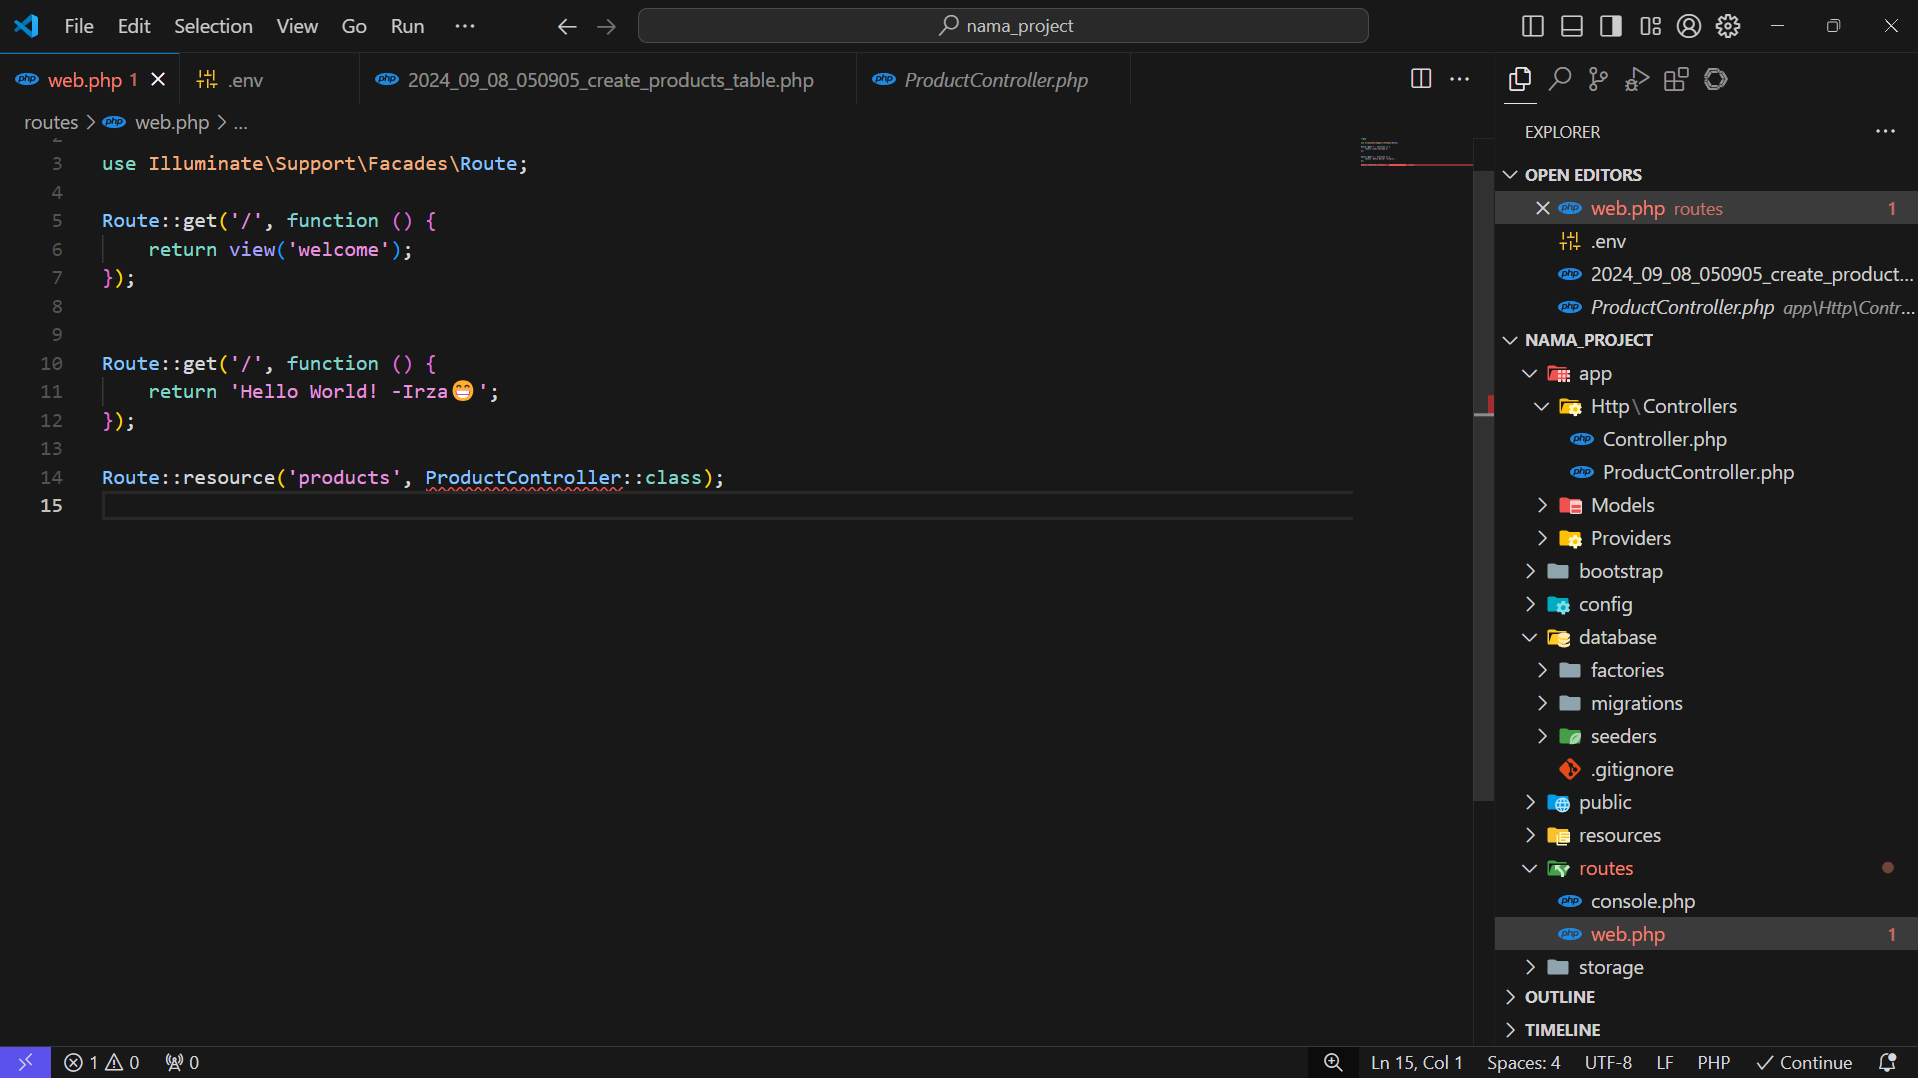 File Edit Selection View Go Run ··· nama_project
web.php 1 .env 2024_09_08_050905_create_products_table.php ProductController.php
routes > web.php > ...
2
3 use Illuminate\Support\Facades\Route;
4
5 Route::get('/', function () {
6 return view('welcome');
7 });
8
9
10 Route::get('/', function () {
11 return 'Hello World! -Irza😁';
12 });
13
14 Route::resource('products', ProductController::class);
15
EXPLORER
OPEN EDITORS
web.php routes 1
.env
2024_09_08_050905_create_product...
ProductController.php app\Http\Contr...
NAMA_PROJECT
app
Http\Controllers
Controller.php
ProductController.php
Models
Providers
bootstrap
config
database
factories
migrations
seeders
.gitignore
public
resources
routes
console.php
web.php 1
storage
OUTLINE
TIMELINE
1 0 0 Ln 15, Col 1 Spaces: 4 UTF-8 LF PHP Continue